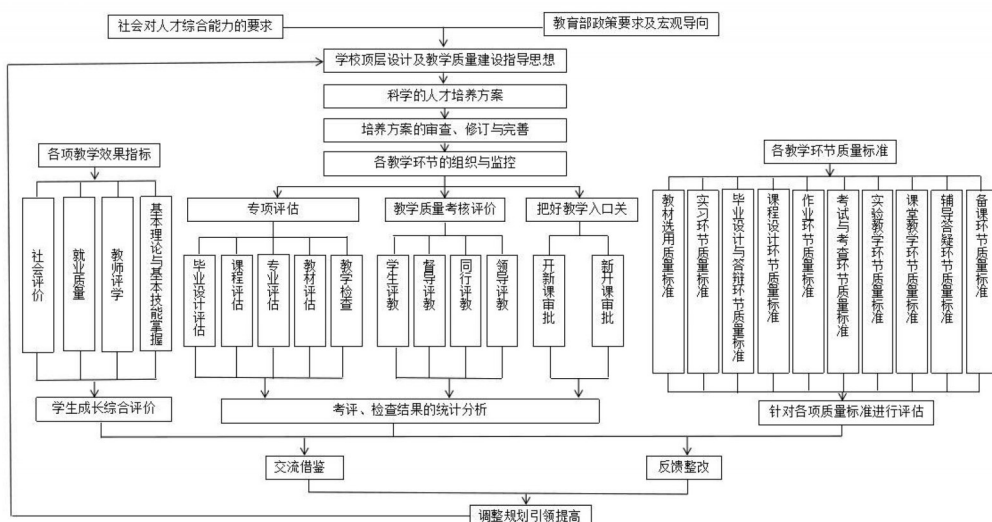 社会对人才综合能力的要求
教育部政策要求及宏观导向
学校顶层设计及教学质量建设指导思想
科学的人才培养方案
培养方案的审查、修订与完善
各教学环节的组织与监控
各项教学效果指标
社会评价
就业质量
教师评学
基本理论与基本技能掌握
学生成长综合评价
专项评估
毕业设计评估
课程评估
专业评估
教材评估
教学检查
教学质量考核评价
学生评教
督导评教
同行评教
领导评教
把好教学入口关
开新课审批
新开课审批
考评、检查结果的统计分析
各教学环节质量标准
教材选用质量标准
实习环节质量标准
毕业设计与答辩环节质量标准
课程设计环节质量标准
作业环节质量标准
考试与考查环节质量标准
实验教学环节质量标准
课堂教学环节质量标准
辅导答疑环节质量标准
备课环节质量标准
针对各项质量标准进行评估
交流借鉴
反馈整改
调整规划引领提高